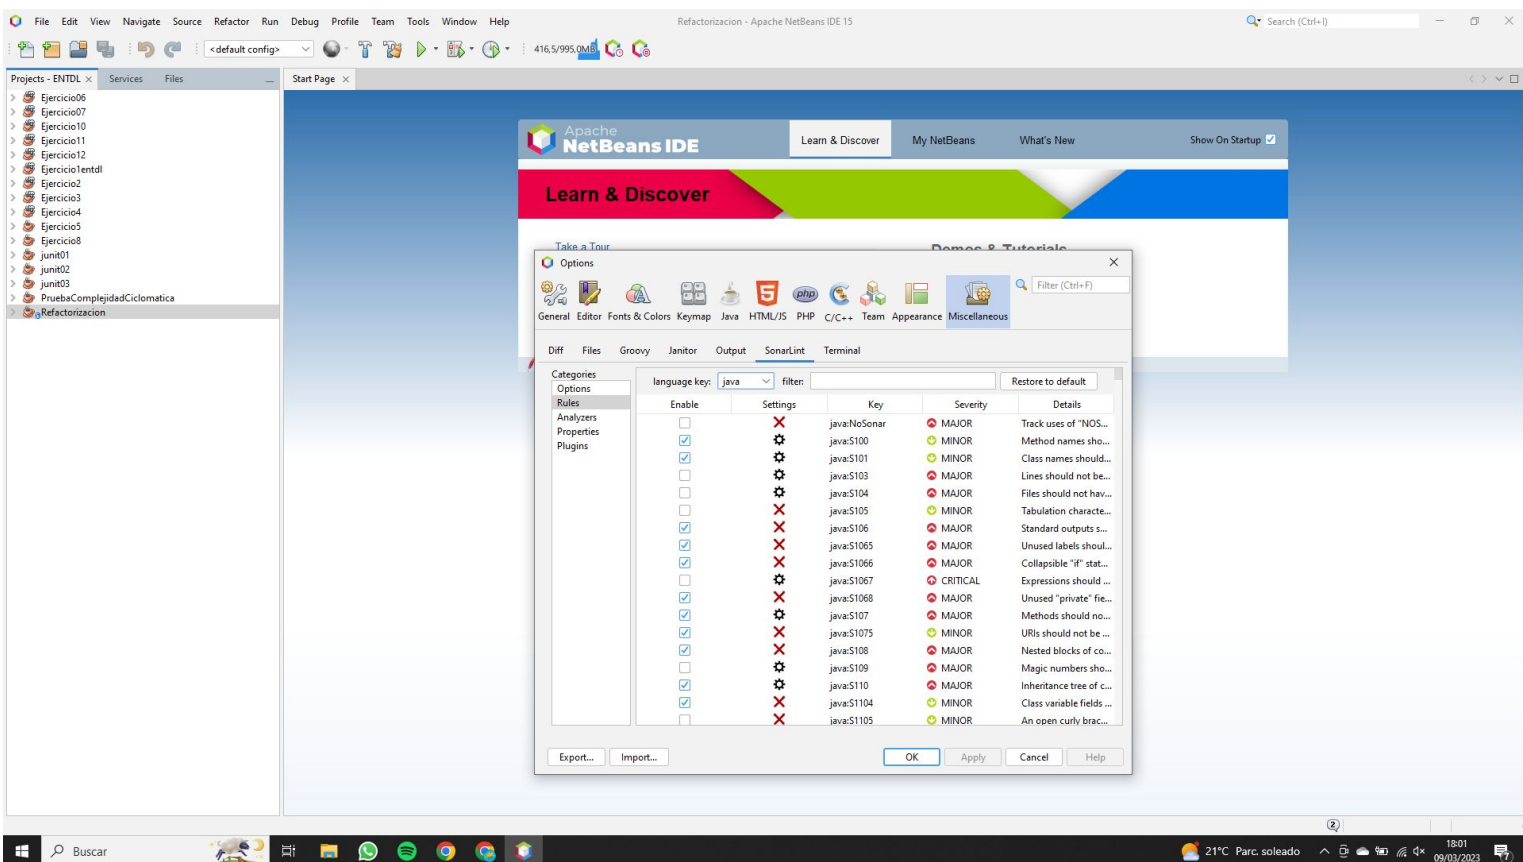 File Edit View Navigate Source Refactor Run Debug Profile Team Tools Window Help
Refactorizacion - Apache NetBeans IDE 15
Search (Ctrl+I)
<default config>
416,5/995,0MB
Projects - ENTDL × Services Files
Start Page ×
Ejercicio06
Ejercicio07
Ejercicio10
Ejercicio11
Ejercicio12
Ejercicio1entdl
Ejercicio2
Ejercicio3
Ejercicio4
Ejercicio5
Ejercicio8
junit01
junit02
junit03
PruebaComplejidadCiclomatica
Refactorizacion
Apache
NetBeans IDE
Learn & Discover My NetBeans What's New Show On Startup
Learn & Discover
Take a Tour
Demos & Tutorials
Options
Filter (Ctrl+F)
General Editor Fonts & Colors Keymap Java HTML/JS PHP C/C++ Team Appearance Miscellaneous
Diff Files Groovy Janitor Output SonarLint Terminal
Categories
Options
Rules
Analyzers
Properties
Plugins
language key: java filter: Restore to default
Enable Settings Key Severity Details
java:NoSonar MAJOR Track uses of "NOS...
java:S100 MINOR Method names sho...
java:S101 MINOR Class names should...
java:S103 MAJOR Lines should not be...
java:S104 MAJOR Files should not hav...
java:S105 MINOR Tabulation characte...
java:S106 MAJOR Standard outputs s...
java:S1065 MAJOR Unused labels shoul...
java:S1066 MAJOR Collapsible "if" stat...
java:S1067 CRITICAL Expressions should ...
java:S1068 MAJOR Unused "private" fie...
java:S107 MAJOR Methods should no...
java:S1075 MINOR URIs should not be ...
java:S108 MAJOR Nested blocks of co...
java:S109 MAJOR Magic numbers sho...
java:S110 MAJOR Inheritance tree of c...
java:S1104 MINOR Class variable fields ...
java:S1105 MINOR An open curly brac...
Export... Import... OK Apply Cancel Help
2
Buscar
21°C Parc. soleado
18:01
09/03/2023